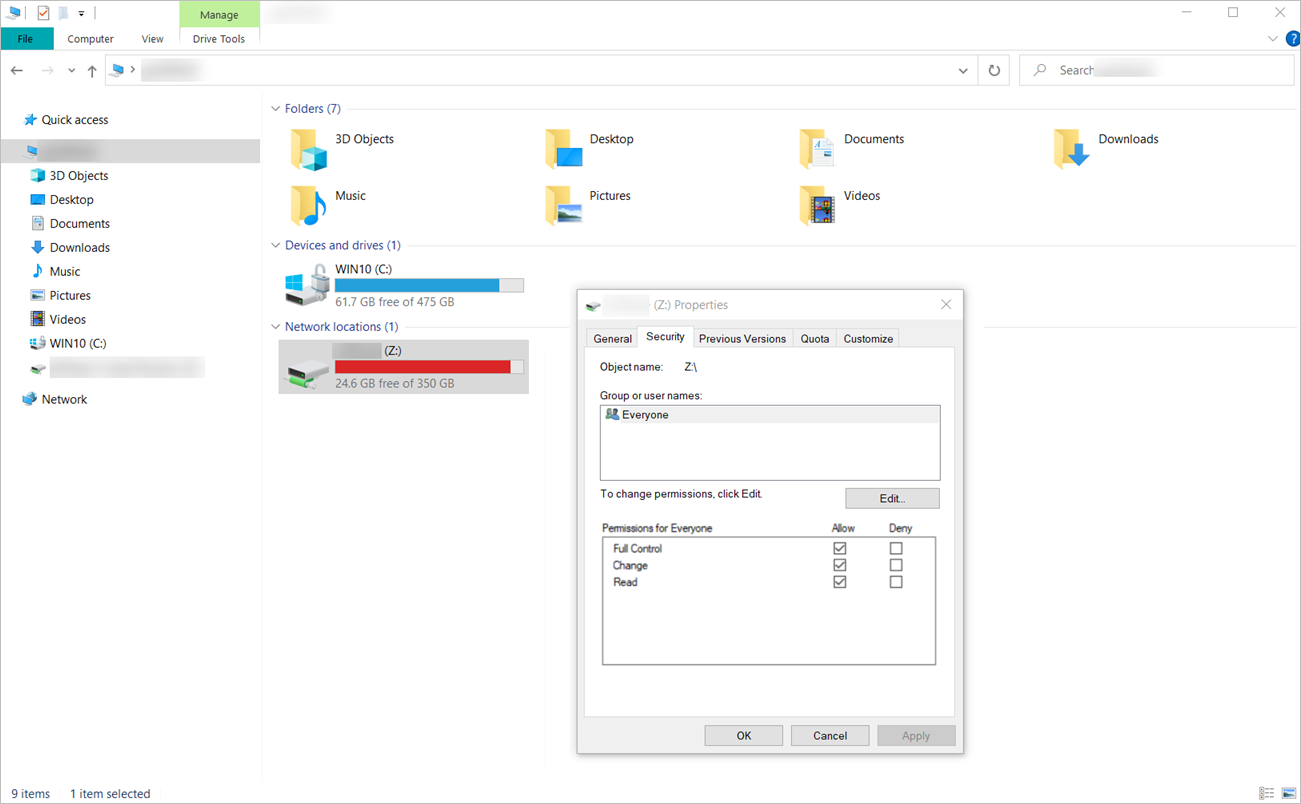 Manage
File
Computer
View
Drive Tools
?
Search
Quick access
3D Objects
Desktop
Documents
Downloads
Music
Pictures
Videos
WIN10 (C:)
Network
Folders (7)
3D Objects
Desktop
Documents
Downloads
Music
Pictures
Videos
Devices and drives (1)
WIN10 (C:)
61.7 GB free of 475 GB
Network locations (1)
(Z:)
24.6 GB free of 350 GB
(Z:) Properties
General
Security
Previous Versions
Quota
Customize
Object name: Z:\
Group or user names:
Everyone
To change permissions, click Edit.
Edit...
Permissions for Everyone Allow Deny
Full Control
Change
Read
OK
Cancel
Apply
9 items
1 item selected